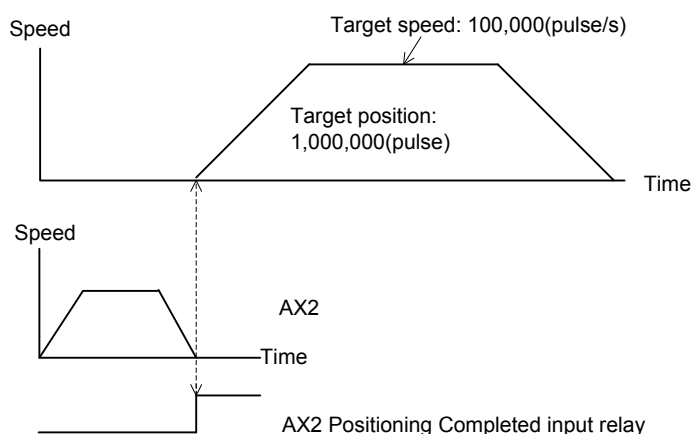 Speed
Target speed: 100,000(pulse/s)
Target position:
1,000,000(pulse)
Time
Speed
AX2
Time
AX2 Positioning Completed input relay